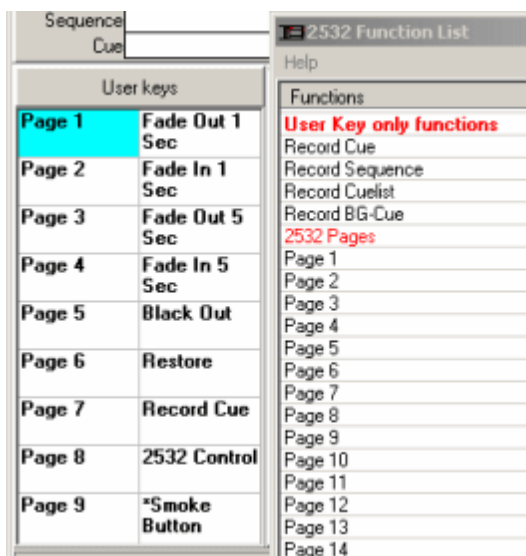 Sequence
Cue
User keys
Page 1 Fade Out 1
Sec
Page 2 Fade In 1
Sec
Page 3 Fade Out 5
Sec
Page 4 Fade In 5
Sec
Page 5 Black Out
Page 6 Restore
Page 7 Record Cue
Page 8 2532 Control
Page 9 *Smoke
Button
2532 Function List
Help
Functions
User Key only functions
Record Cue
Record Sequence
Record Cuelist
Record BG-Cue
2532 Pages
Page 1
Page 2
Page 3
Page 4
Page 5
Page 6
Page 7
Page 8
Page 9
Page 10
Page 11
Page 12
Page 13
Page 14